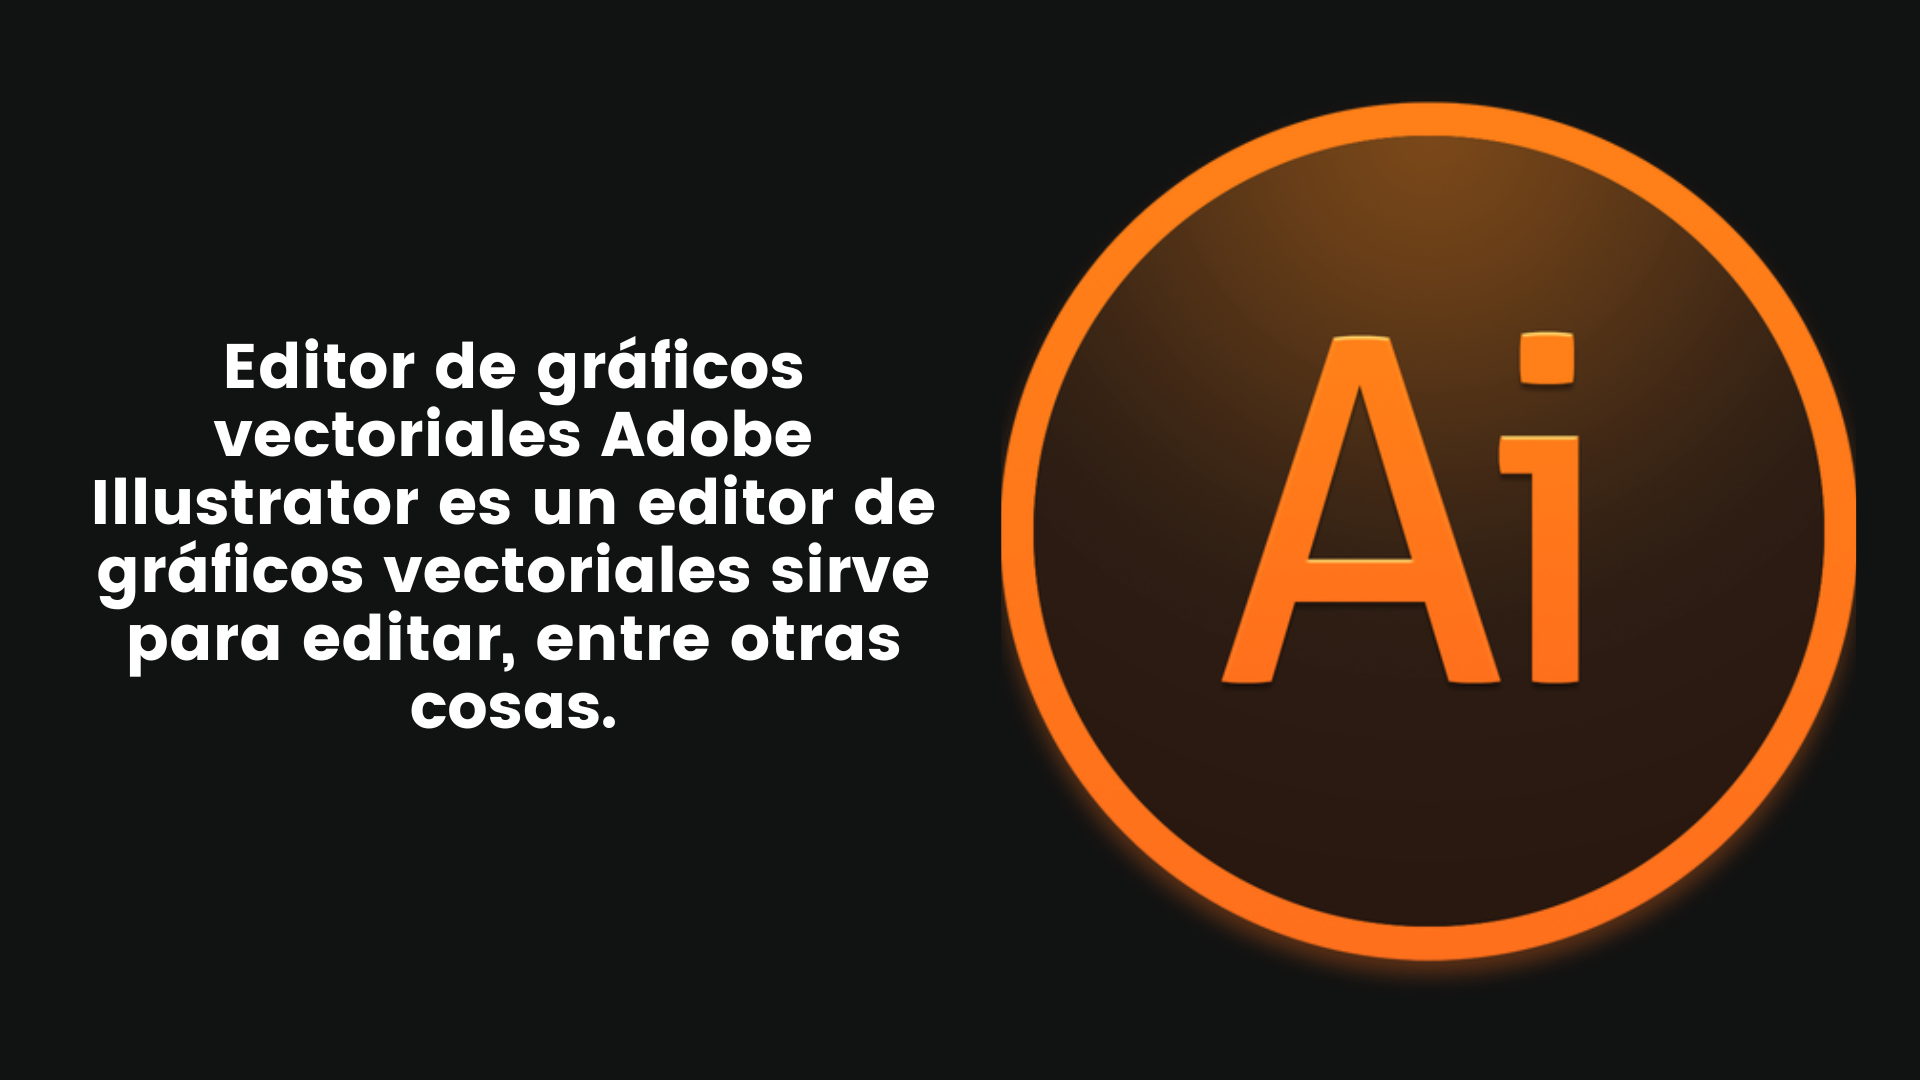 Editor de gráficos
vectoriales Adobe
Illustrator es un editor de
gráficos vectoriales sirve
para editar, entre otras
cosas.
Ai